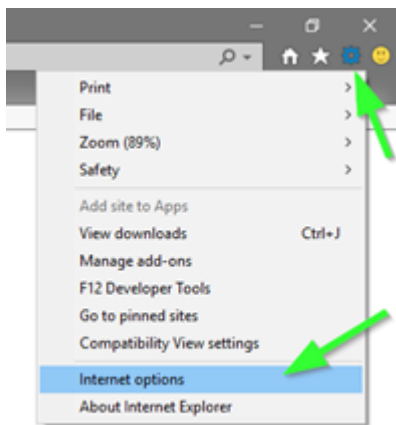 Print
File
Zoom (89%)
Safety
Add site to Apps
View downloads Ctrl+J
Manage add-ons
F12 Developer Tools
Go to pinned sites
Compatibility View settings
Internet options
About Internet Explorer